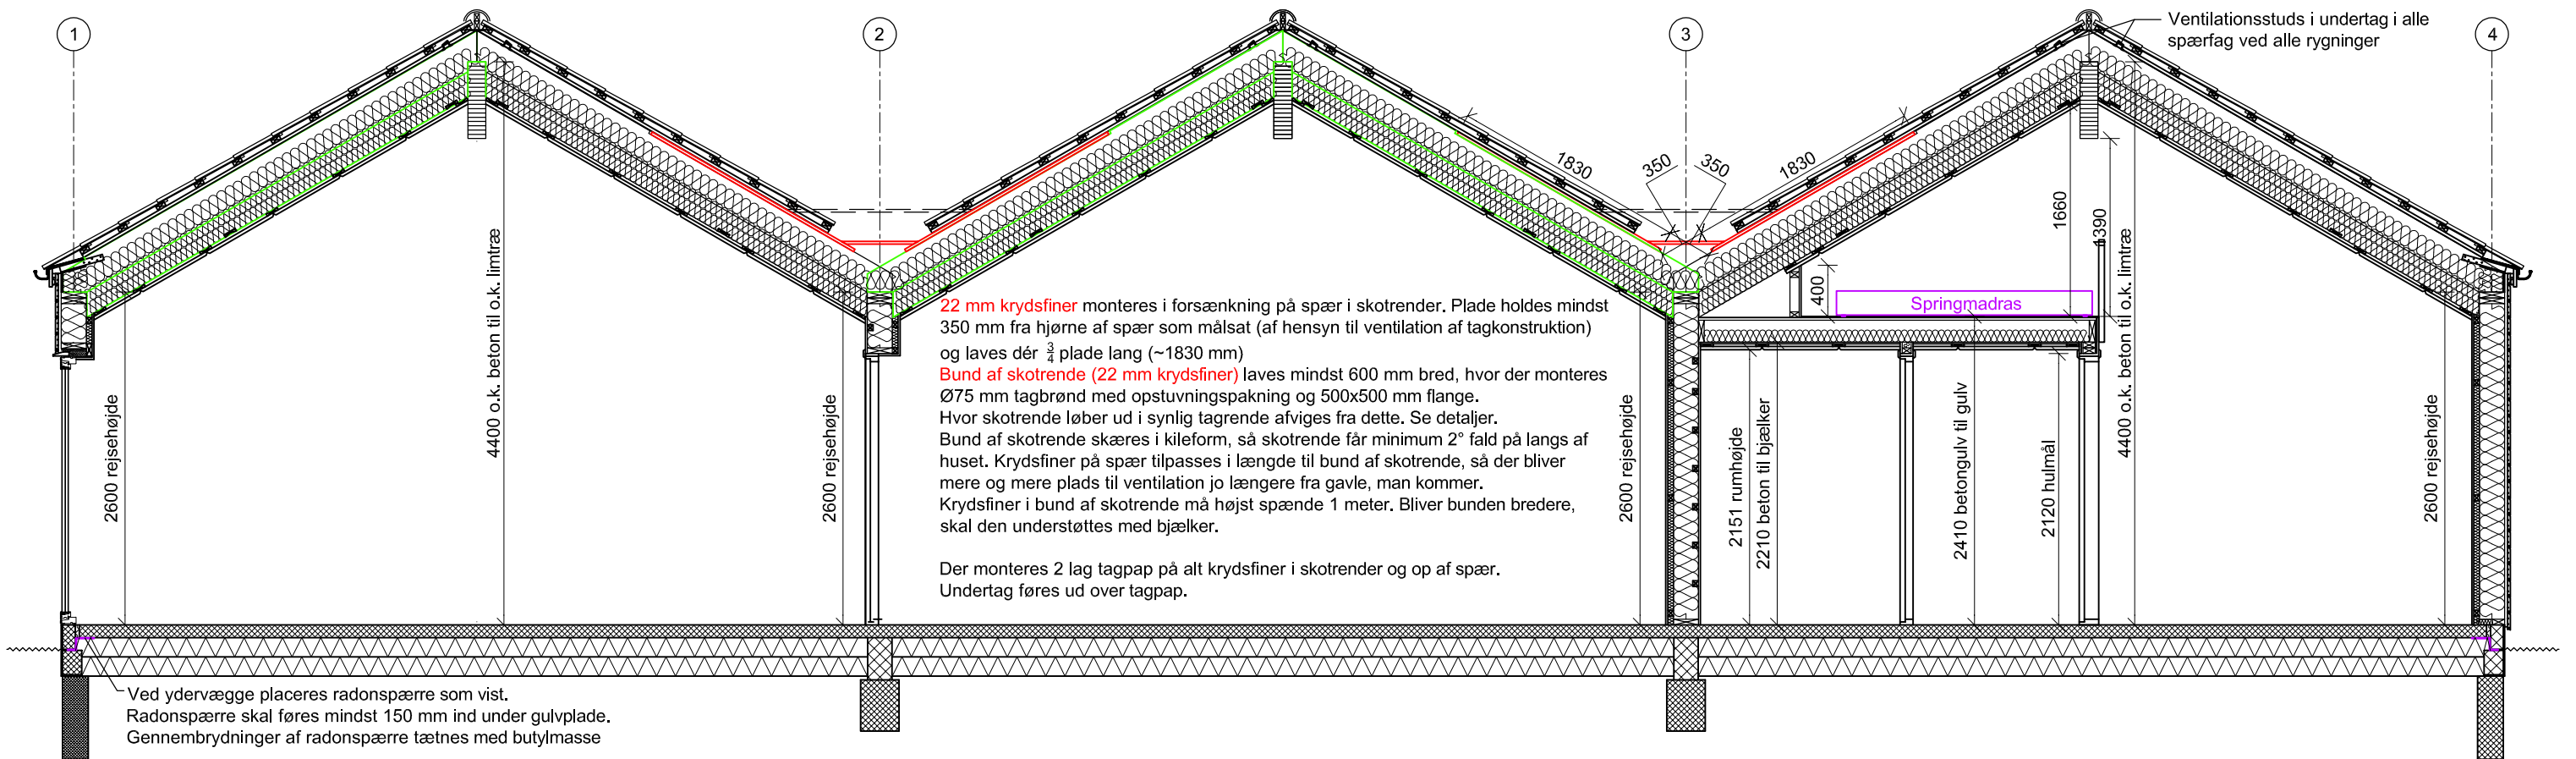 1
2
3
4
Ventilationsstuds i undertag i alle
spærfag ved alle rygninger
1830
350
350
1830
1660
1390
400
Springmadras
4400 o.k. beton til o.k. limtræ
4400 o.k. beton til o.k. limtræ
2600 rejsehøjde
2600 rejsehøjde
2600 rejsehøjde
2600 rejsehøjde
2151 rumhøjde
2210 beton til bjælker
2410 betongulv til gulv
2120 hulmål
22 mm krydsfiner monteres i forsænkning på spær i skotrender. Plade holdes mindst
350 mm fra hjørne af spær som målsat (af hensyn til ventilation af tagkonstruktion)
og laves dér 3/4 plade lang (~1830 mm)
Bund af skotrende (22 mm krydsfiner) laves mindst 600 mm bred, hvor der monteres
Ø75 mm tagbrønd med opstuvningspakning og 500x500 mm flange.
Hvor skotrende løber ud i synlig tagrende afviges fra dette. Se detaljer.
Bund af skotrende skæres i kileform, så skotrende får minimum 2° fald på langs af
huset. Krydsfiner på spær tilpasses i længde til bund af skotrende, så der bliver
mere og mere plads til ventilation jo længere fra gavle, man kommer.
Krydsfiner i bund af skotrende må højst spænde 1 meter. Bliver bunden bredere,
skal den understøttes med bjælker.
Der monteres 2 lag tagpap på alt krydsfiner i skotrender og op af spær.
Undertag føres ud over tagpap.
Ved ydervægge placeres radonspærre som vist.
Radonspærre skal føres mindst 150 mm ind under gulvplade.
Gennembrydninger af radonspærre tætnes med butylmasse